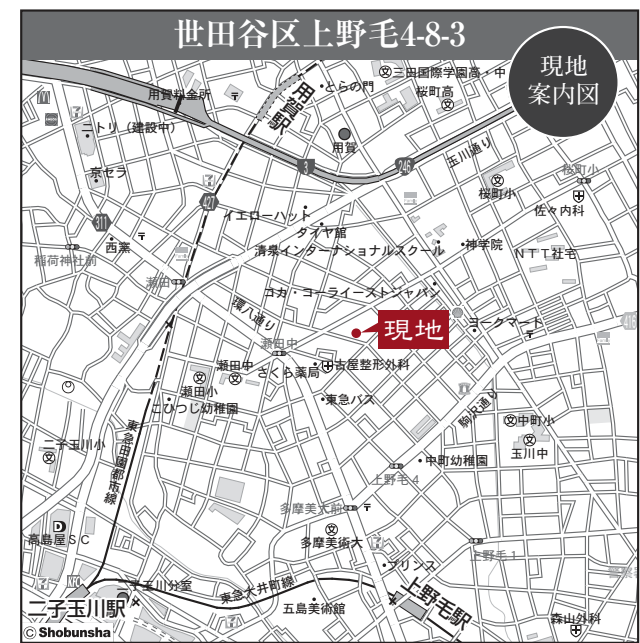 世田谷区上野毛4-8-3
現地
案内図
用賀料金所
用賀駅
とらの門
三田国際学園高・中
桜町高
ニトリ（建設中）
用賀
玉川通り
京セラ
3
246
桜町小
桜町小
427
イエローハット
佐々内科
311
ダイヤ館
西窯
清泉インターナショナルスクール
神学院
NTT社宅
稲荷神社前
瀬田
コカ・コーライーストジャパン
環八通り
ヨークマート
現地
瀬田中
瀬田中
さくら薬局
古屋整形外科
瀬田小
こひつじ幼稚園
東急バス
駒沢通り
中町小
二子玉川小
玉川中
東急田園都市線
中町幼稚園
上野毛4
多摩美大前
高島屋SC
多摩美術大
上野毛1
プリンス
KFC
二子玉川分室
東急大井町線
上野毛駅
二子玉川駅
五島美術館
森山外科
© Shobunsha